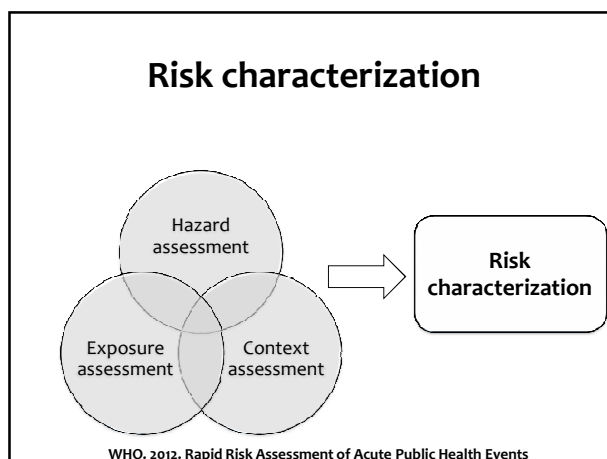 Risk characterization
Hazard
assessment
Exposure
assessment
Context
assessment
Risk
characterization
WHO. 2012. Rapid Risk Assessment of Acute Public Health Events